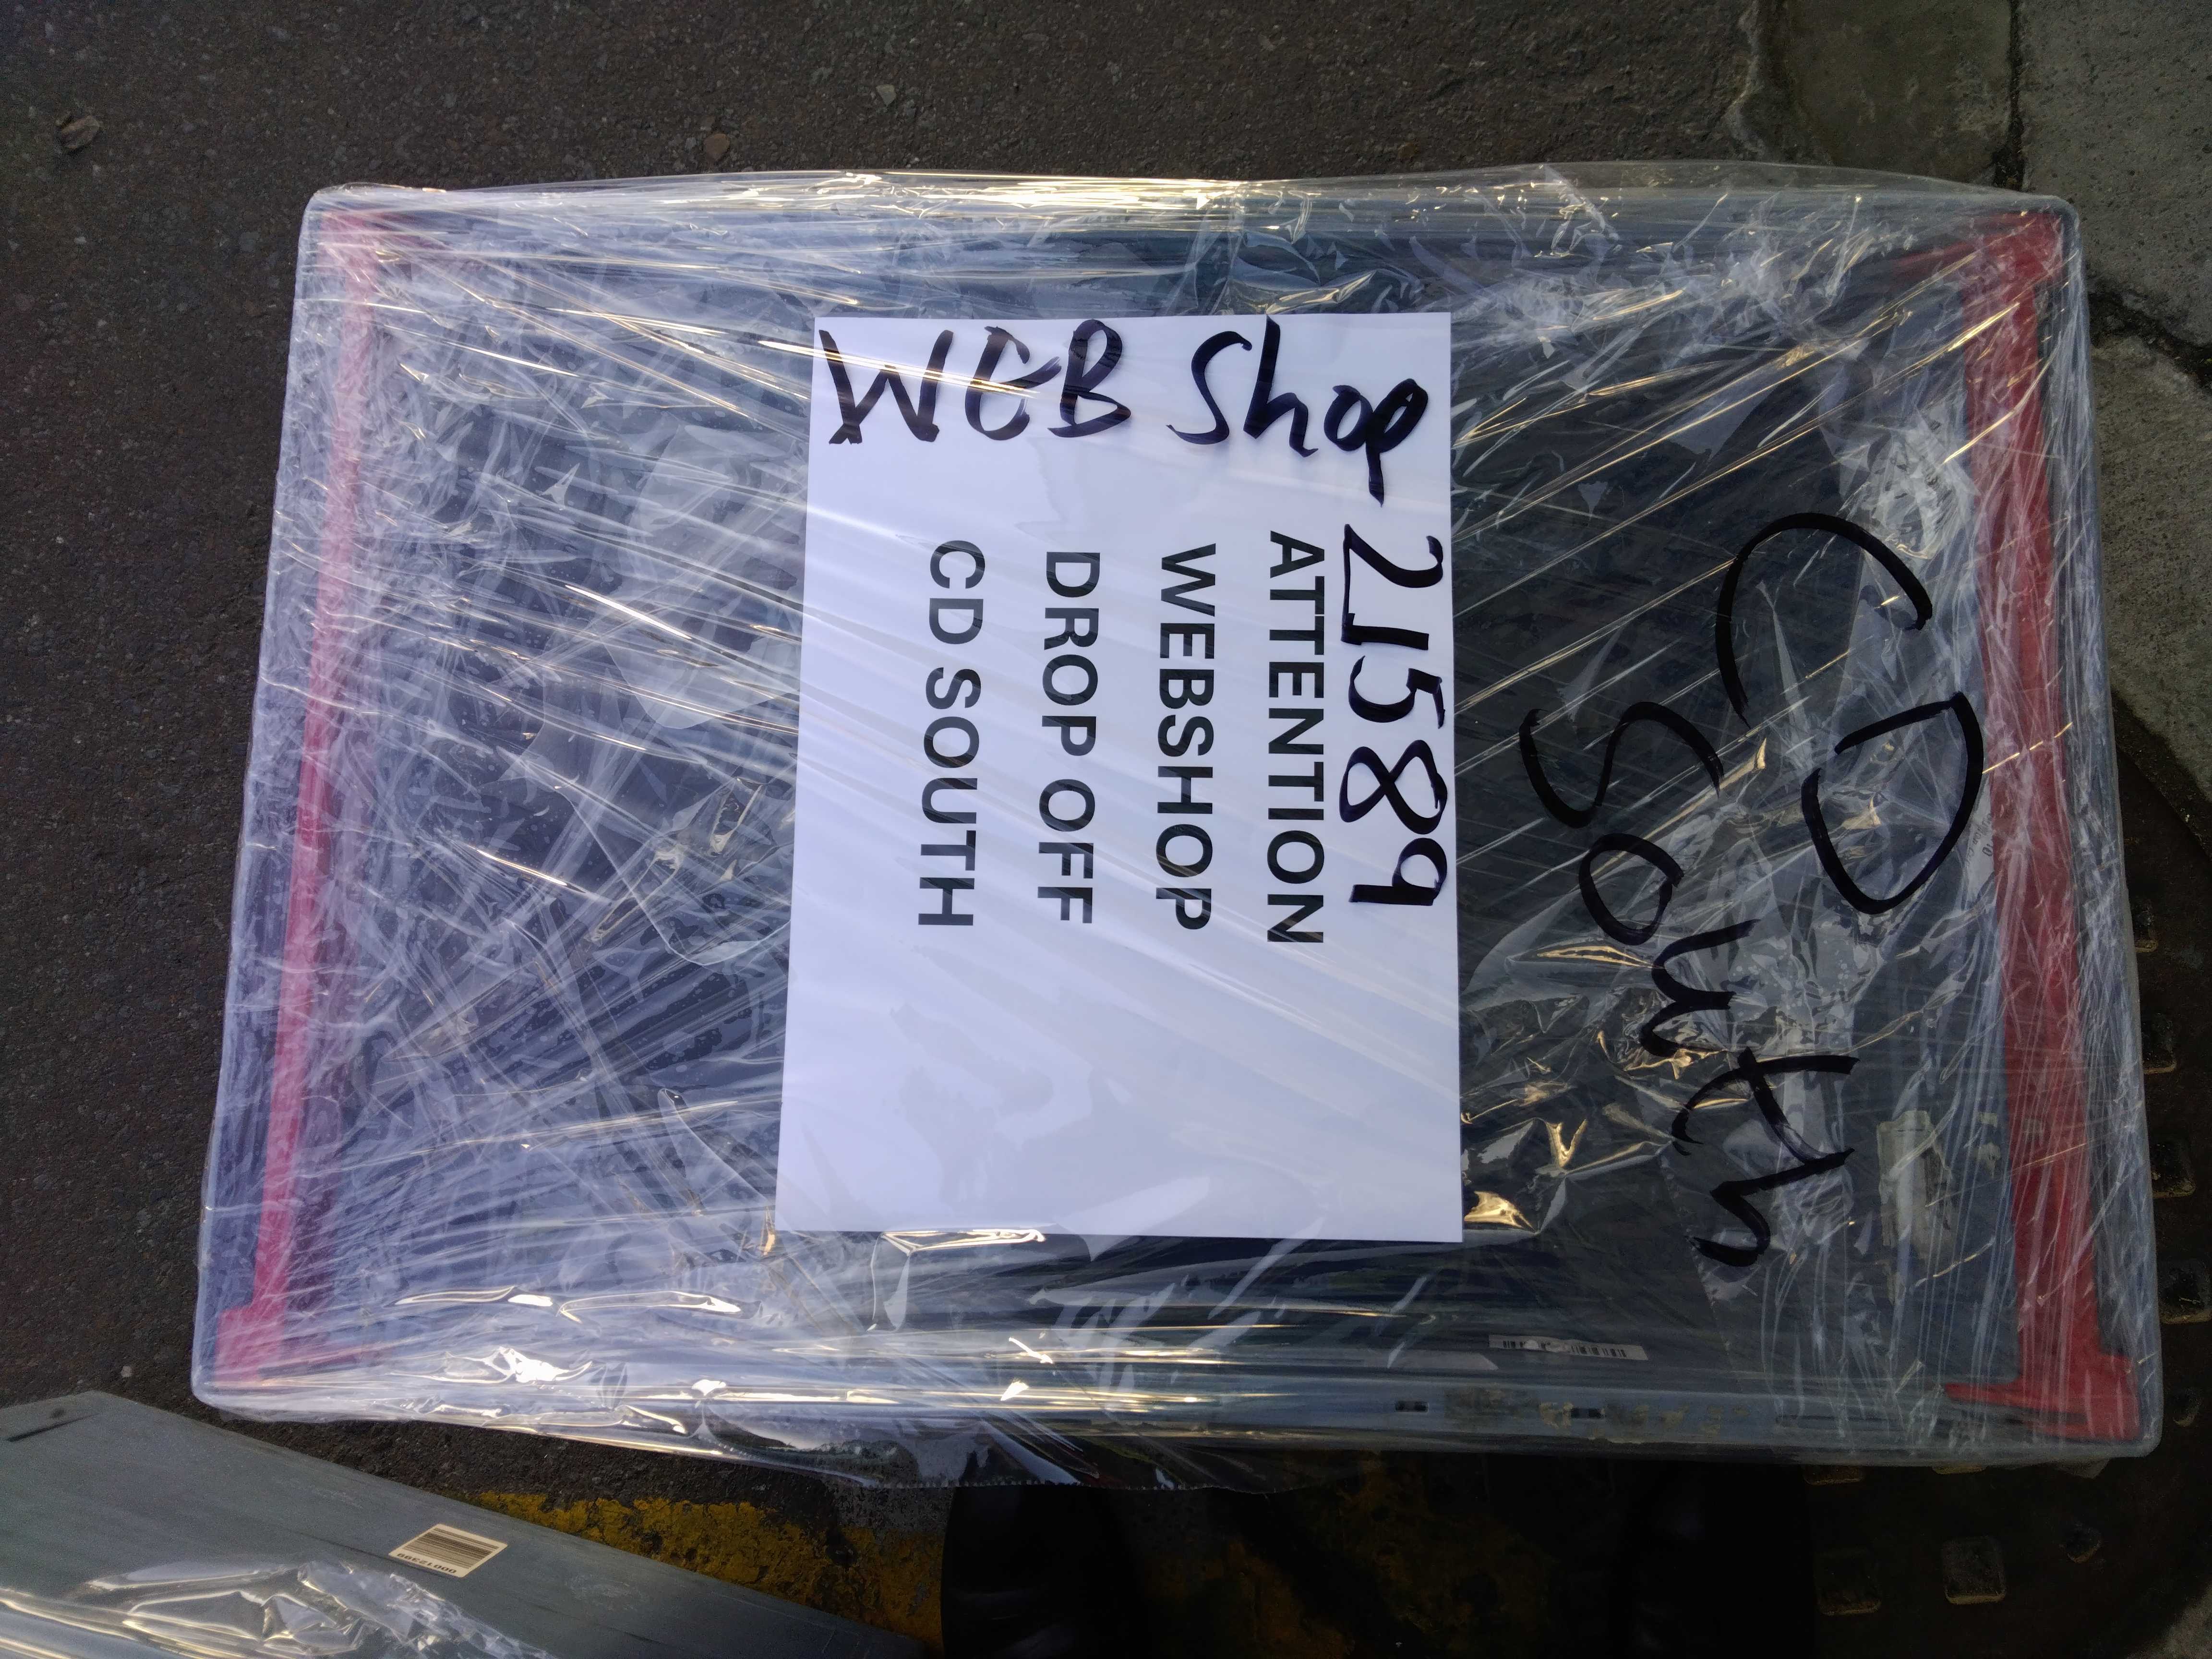 WEB Shop
21589
ATTENTION
WEBSHOP
DROP OFF
CD SOUTH
CD
South